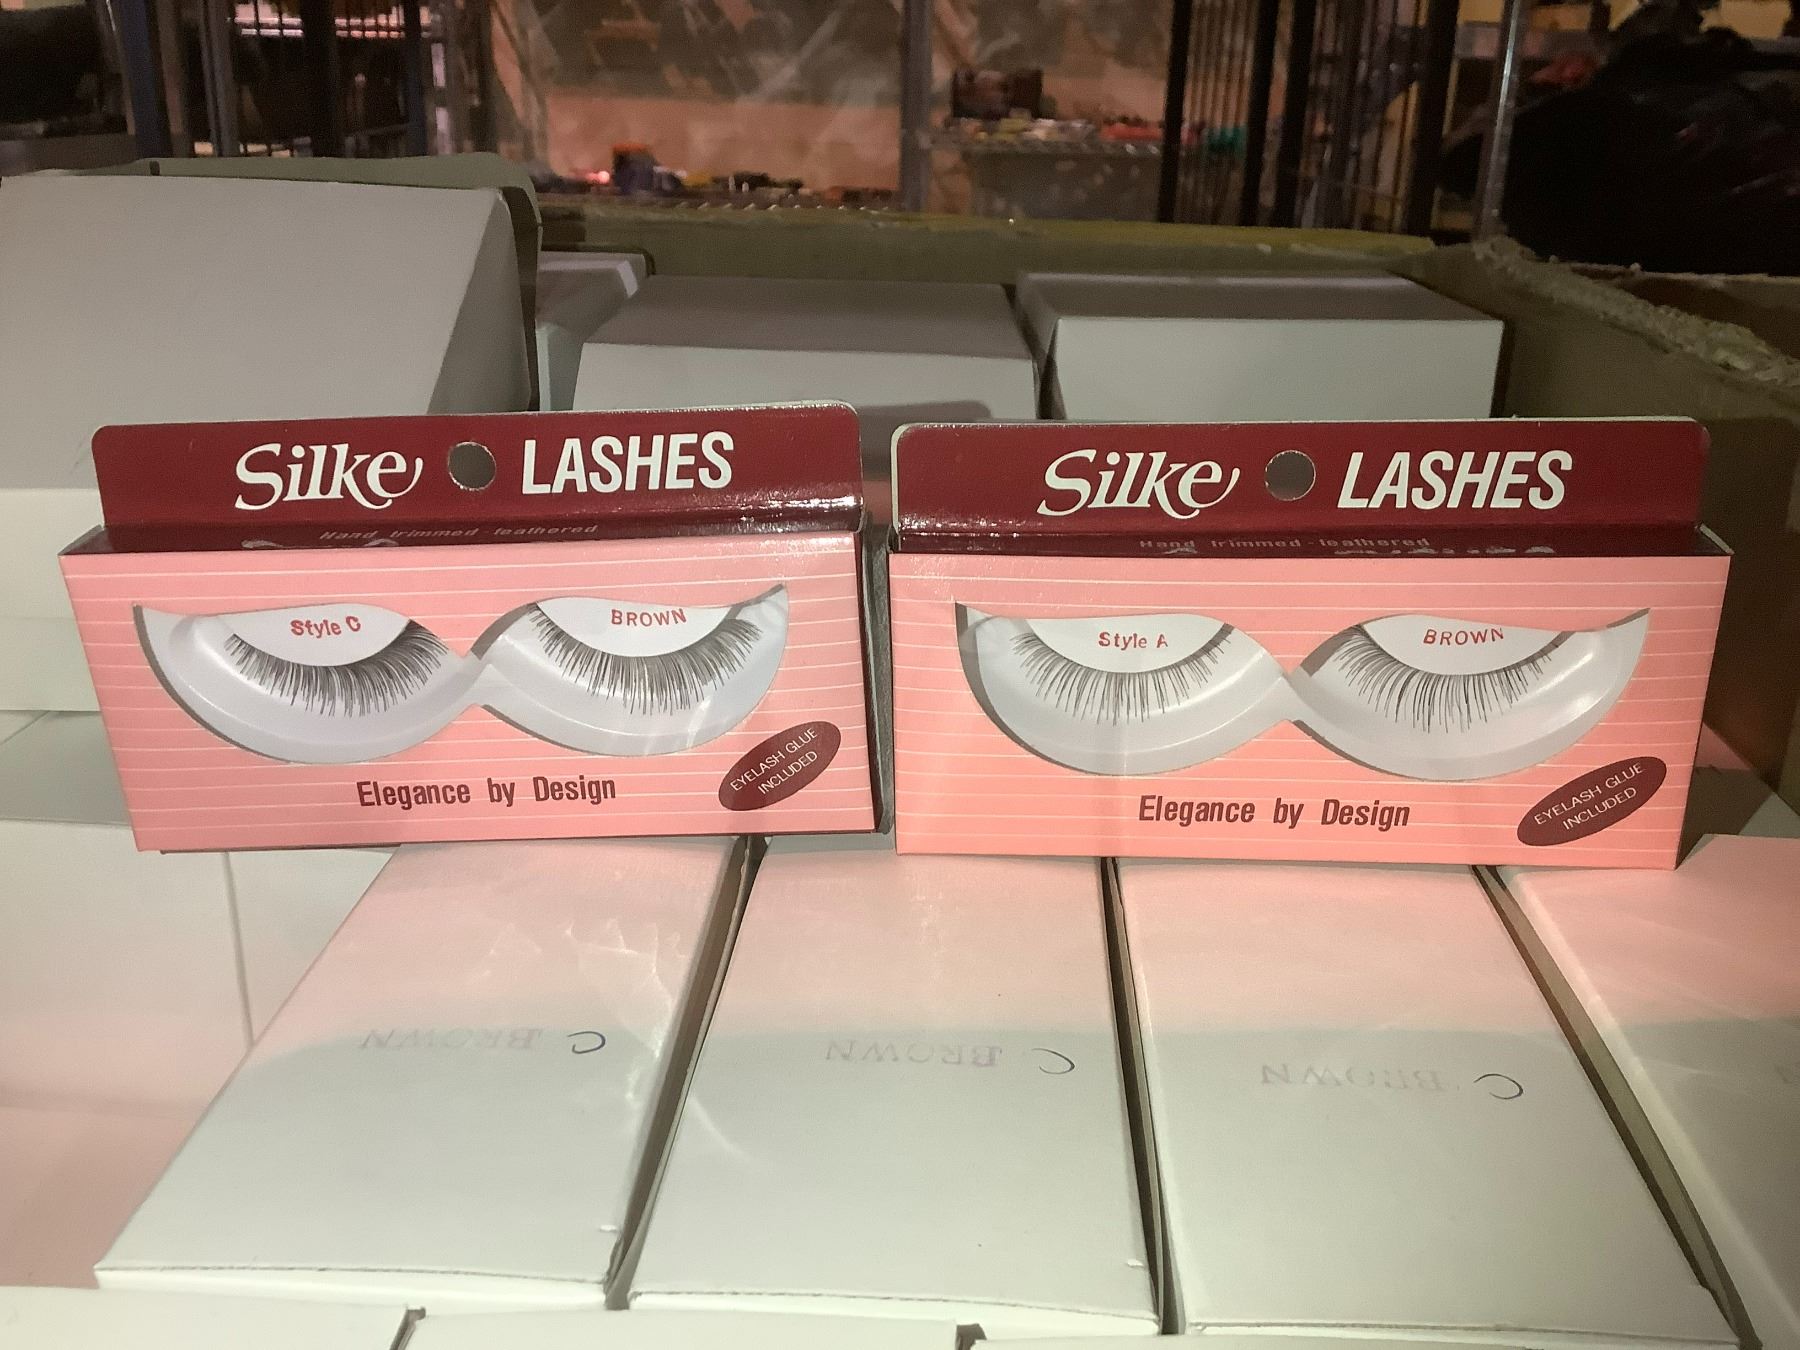 Silke LASHES
Hand trimmed - feathered
Style C
BROWN
Elegance by Design
EYELASH GLUE
INCLUDED
Silke LASHES
Hand trimmed - feathered
Style A
BROWN
Elegance by Design
EYELASH GLUE
INCLUDED
C BROWN
C BROWN
C BROWN